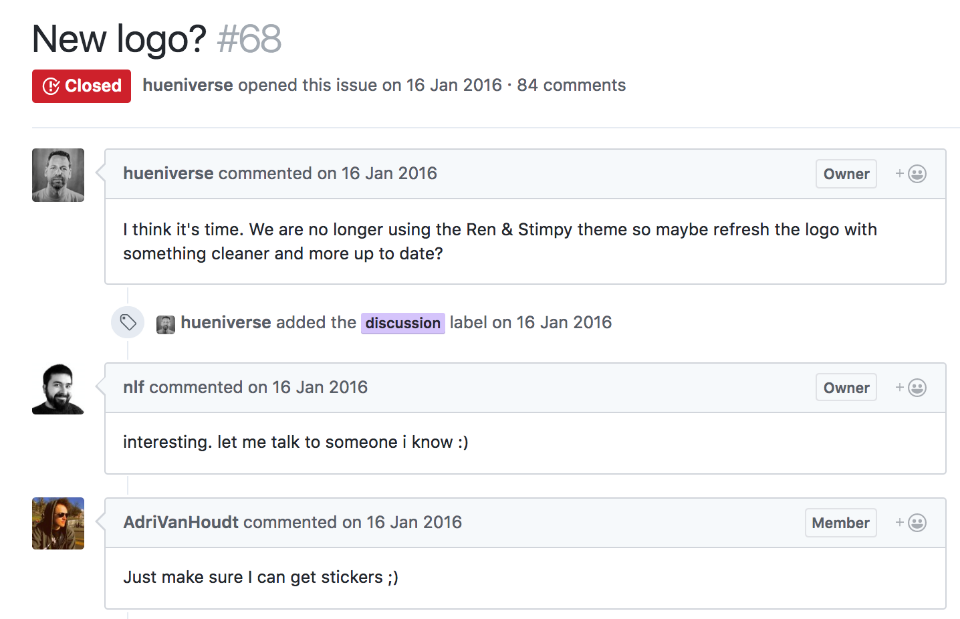 New logo? #68
Closed hueniverse opened this issue on 16 Jan 2016 · 84 comments
hueniverse commented on 16 Jan 2016 Owner +
I think it's time. We are no longer using the Ren & Stimpy theme so maybe refresh the logo with
something cleaner and more up to date?
hueniverse added the discussion label on 16 Jan 2016
nlf commented on 16 Jan 2016 Owner +
interesting. let me talk to someone i know :)
AdriVanHoudt commented on 16 Jan 2016 Member +
Just make sure I can get stickers ;)